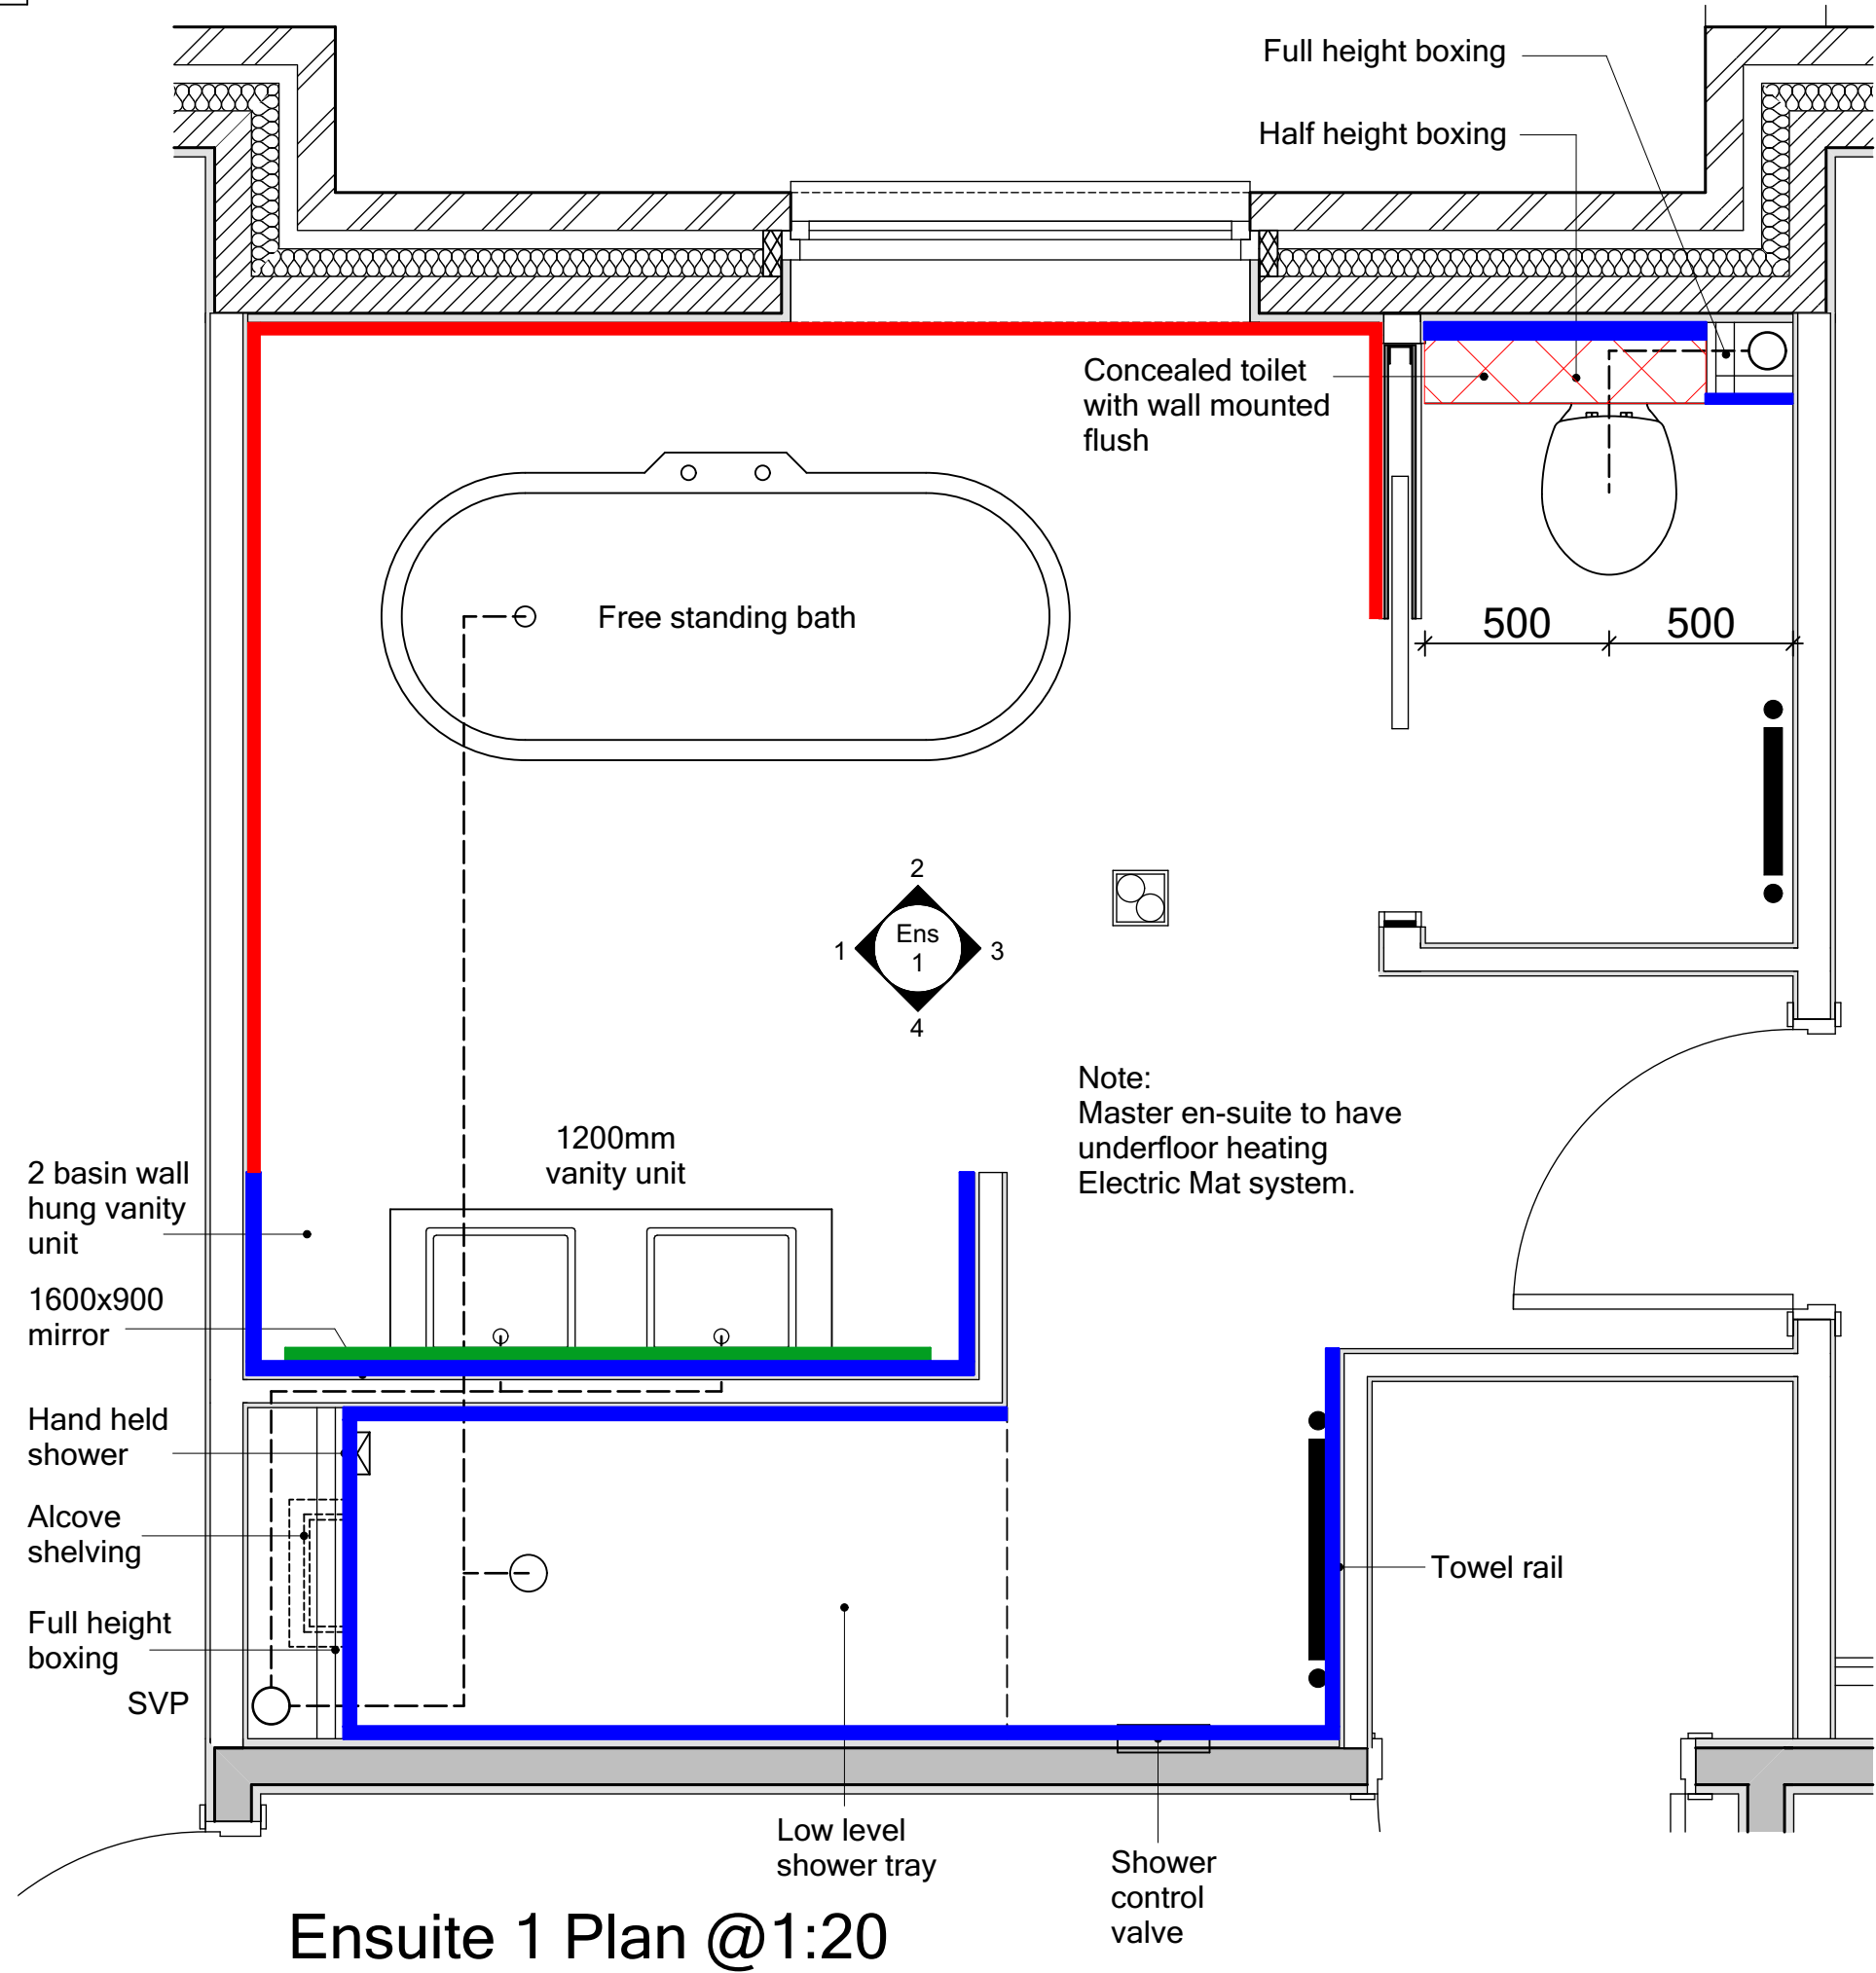 Full height boxing
Half height boxing
Concealed toilet
with wall mounted
flush
Free standing bath
500
500
2
1
Ens
1
3
4
Note:
Master en-suite to have
underfloor heating
Electric Mat system.
1200mm
vanity unit
2 basin wall
hung vanity
unit
1600x900
mirror
Hand held
shower
Alcove
shelving
Full height
boxing
SVP
Towel rail
Low level
shower tray
Shower
control
valve
Ensuite 1 Plan @1:20